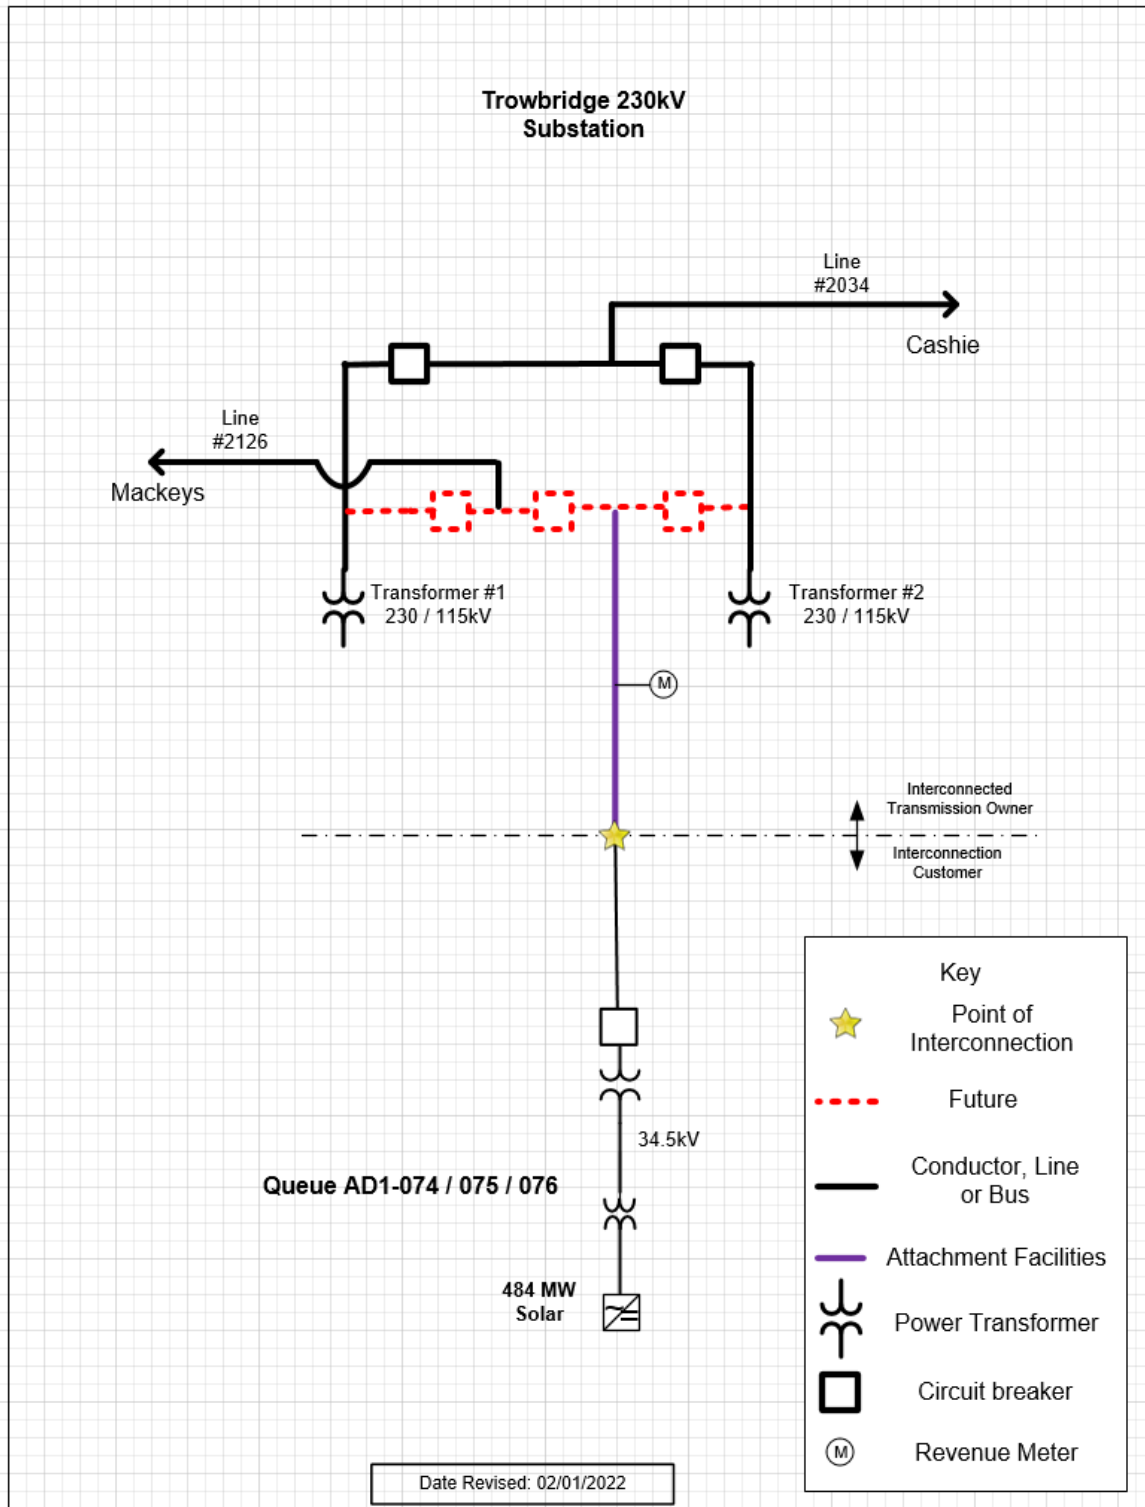 Trowbridge 230kV
Substation
Line
#2034
Cashie
Line
#2126
Mackeys
Transformer #1
230 / 115kV
Transformer #2
230 / 115kV
M
Interconnected
Transmission Owner
Interconnection
Customer
34.5kV
Queue AD1-074 / 075 / 076
484 MW
Solar
Key
Point of
Interconnection
Future
Conductor, Line
or Bus
Attachment Facilities
Power Transformer
Circuit breaker
M
Revenue Meter
Date Revised: 02/01/2022